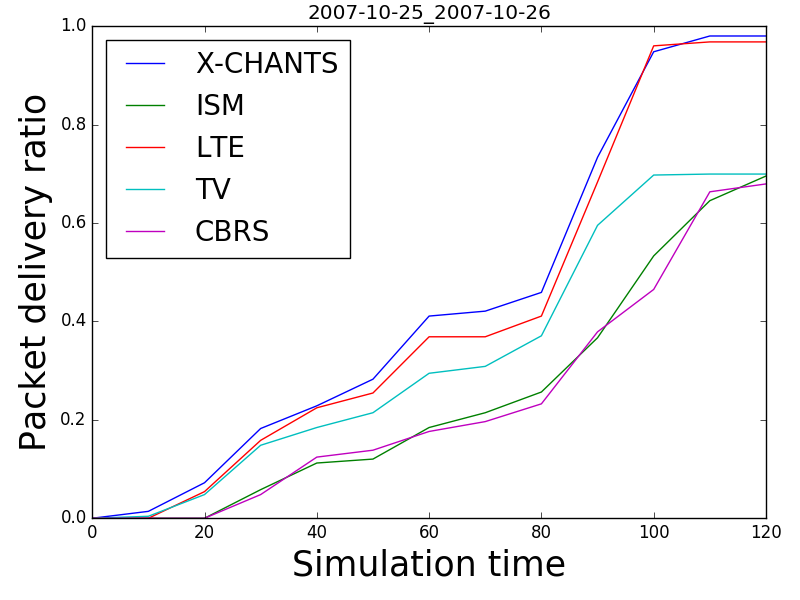 2007-10-25_2007-10-26
1.0
0.8
0.6
0.4
0.2
0.0
Packet delivery ratio
X-CHANTS
ISM
LTE
TV
CBRS
0 20 40 60 80 100 120
Simulation time